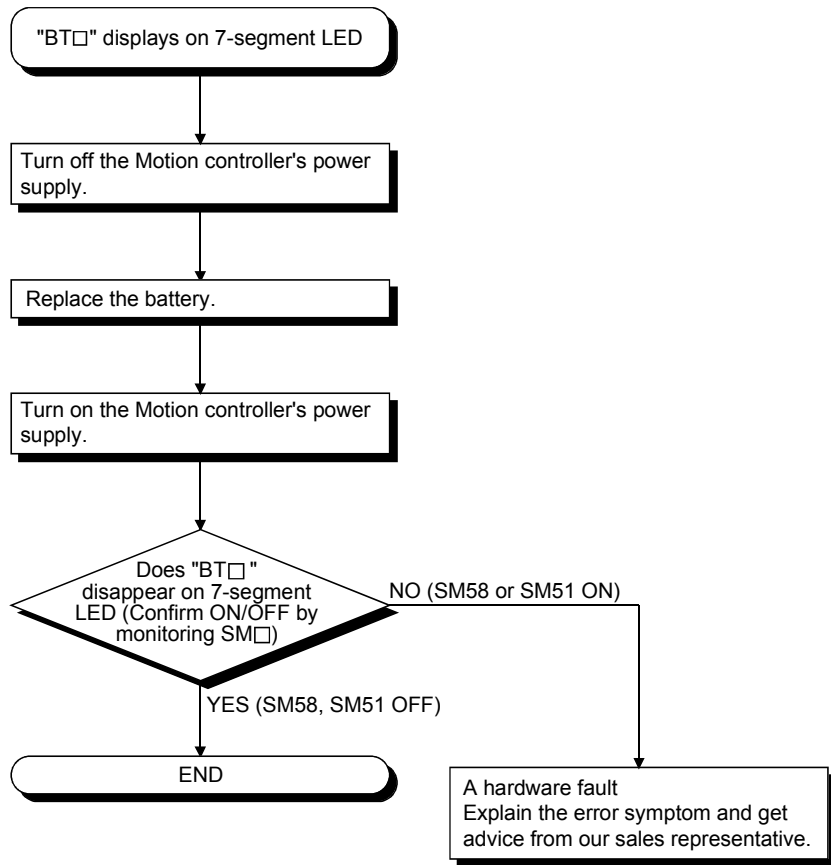 "BT□" displays on 7-segment LED
Turn off the Motion controller's power
supply.
Replace the battery.
Turn on the Motion controller's power
supply.
Does "BT□ "
disappear on 7-segment
LED (Confirm ON/OFF by
monitoring SM□)
NO (SM58 or SM51 ON)
YES (SM58, SM51 OFF)
END
A hardware fault
Explain the error symptom and get
advice from our sales representative.